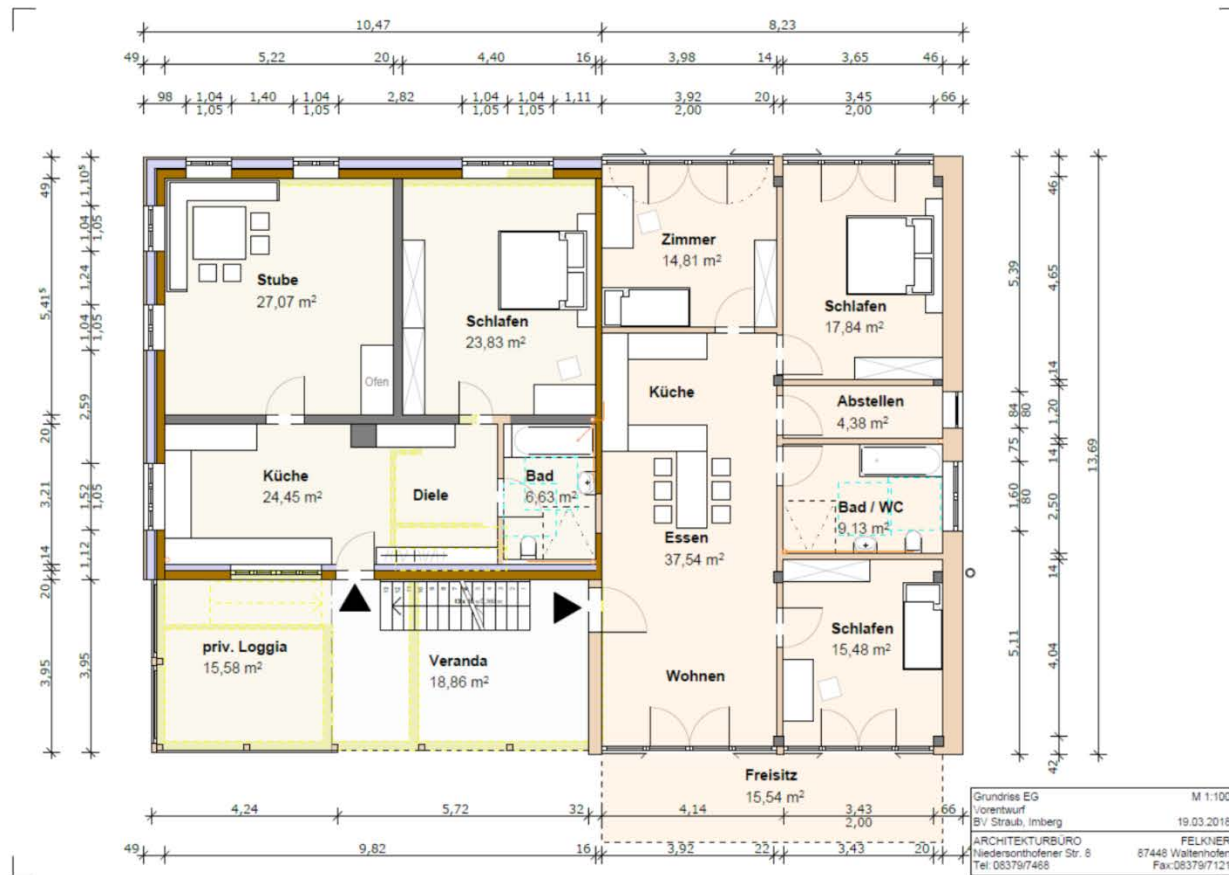 10,47 8,23
49 5,22 20 4,40 16 3,98 14 3,65 46
98 1,04 1,40 1,04 2,82 1,04 1,04 1,11 3,92 20 3,45 66
1,05 1,05 1,05 1,05 2,00 2,00
49
5,41⁵
20
3,21
14
20
3,95
1,10⁵
1,04
1,05
1,24
1,04
1,05
2,59
1,52
1,05
1,12
3,95
Stube
27,07 m²
Ofen
Schlafen
23,83 m²
Zimmer
14,81 m²
Schlafen
17,84 m²
Küche
Abstellen
4,38 m²
Küche
24,45 m²
Diele
Bad
6,63 m²
Essen
37,54 m²
Bad / WC
9,13 m²
priv. Loggia
15,58 m²
Veranda
18,86 m²
Wohnen
Schlafen
15,48 m²
Freisitz
15,54 m²
5,39
84
80
75
1,60
80
5,11
46
4,65
14
1,20
14
2,50
14
4,04
42
13,69
4,24 5,72 32 4,14 3,43 66
2,00
49 9,82 16 3,92 22 3,43 20
Grundriss EG M 1:100
Vorentwurf
BV Straub, Imberg 19.03.2018
ARCHITEKTURBÜRO FELKNER
Niedersonthofener Str. 8 87448 Waltenhofen
Tel: 08379/7468 Fax:08379/7121